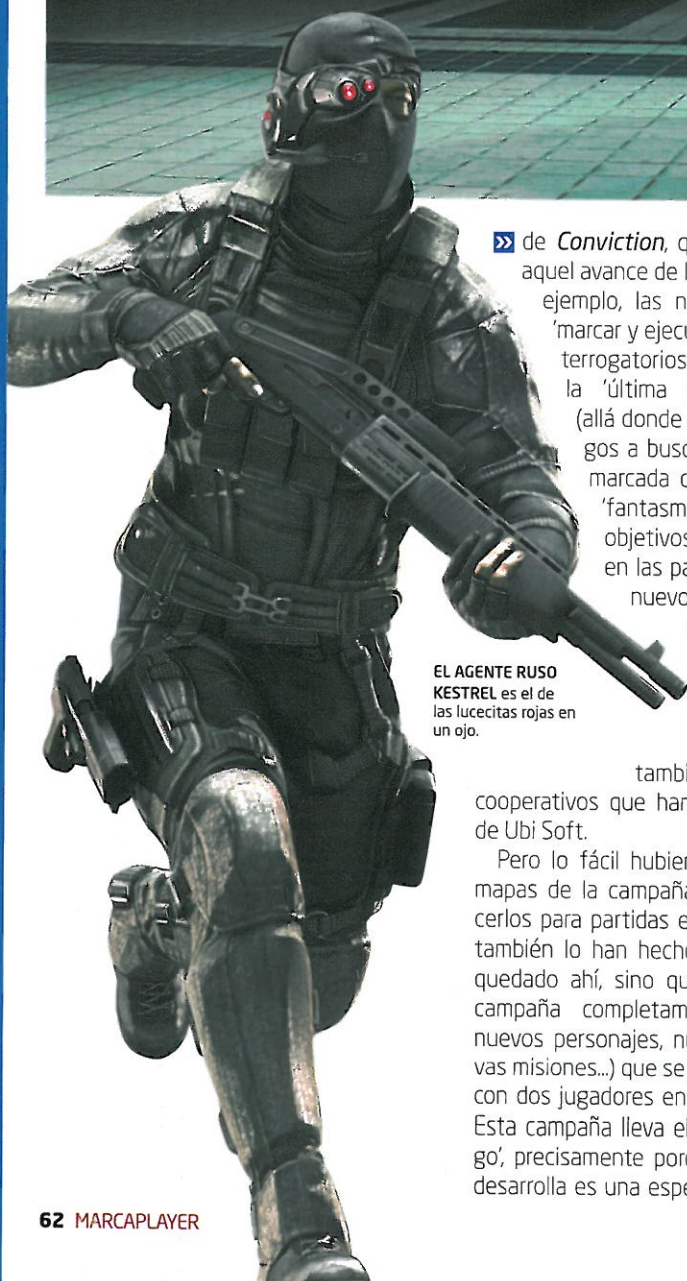 de Conviction, q
aquel avance de l
ejemplo, las n
'marcar y ejecu
terrogatorios
la 'última
(allá donde
gos a busc
marcada c
'fantasm
objetivos
en las pa
nuevo
EL AGENTE RUSO
KESTREL es el de
las lucecitas rojas en
un ojo.
tambi
cooperativos que har
de Ubi Soft.
Pero lo fácil hubier
mapas de la campaña
cerlos para partidas e
también lo han hecho
quedado ahí, sino qu
campaña completam
nuevos personajes, nu
vas misiones...) que se
con dos jugadores en
Esta campaña lleva el
go', precisamente por
desarrolla es una espe
62 MARCAPLAYER